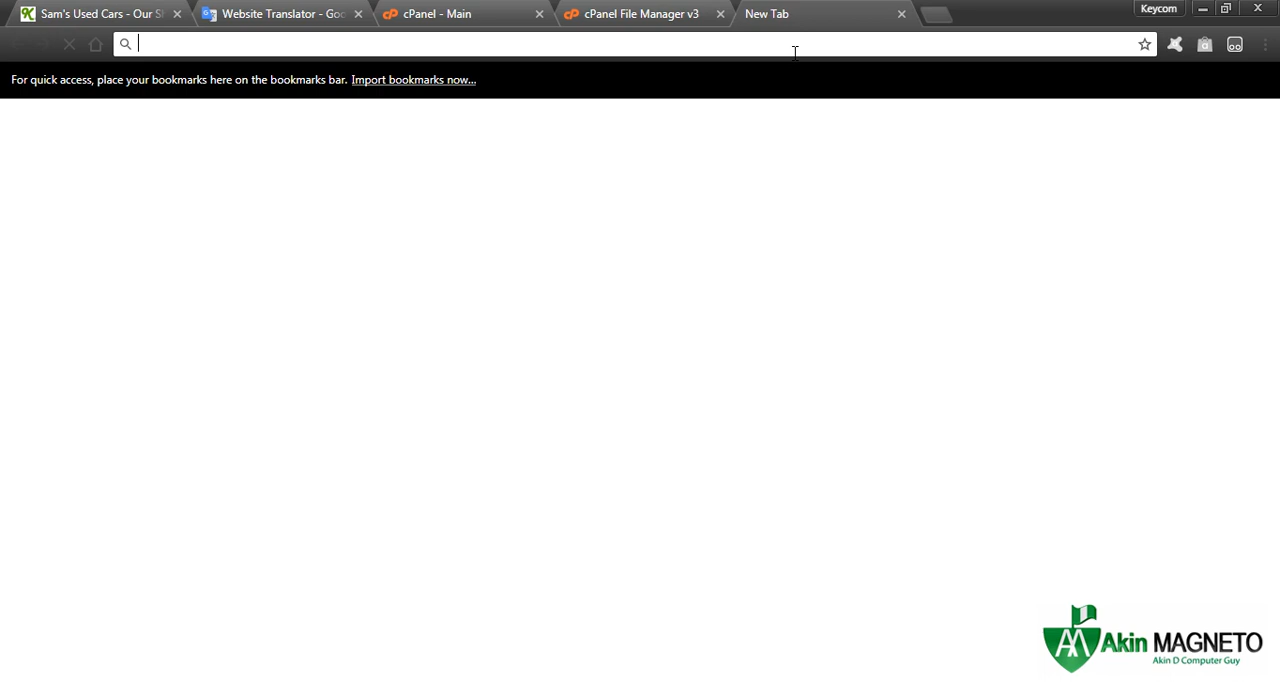 Sam's Used Cars - Our S
Website Translator - Goo
cPanel - Main
cPanel File Manager v3
New Tab
Keycom
For quick access, place your bookmarks here on the bookmarks bar. Import bookmarks now...
Akin MAGNETO
Akin D Computer Guy